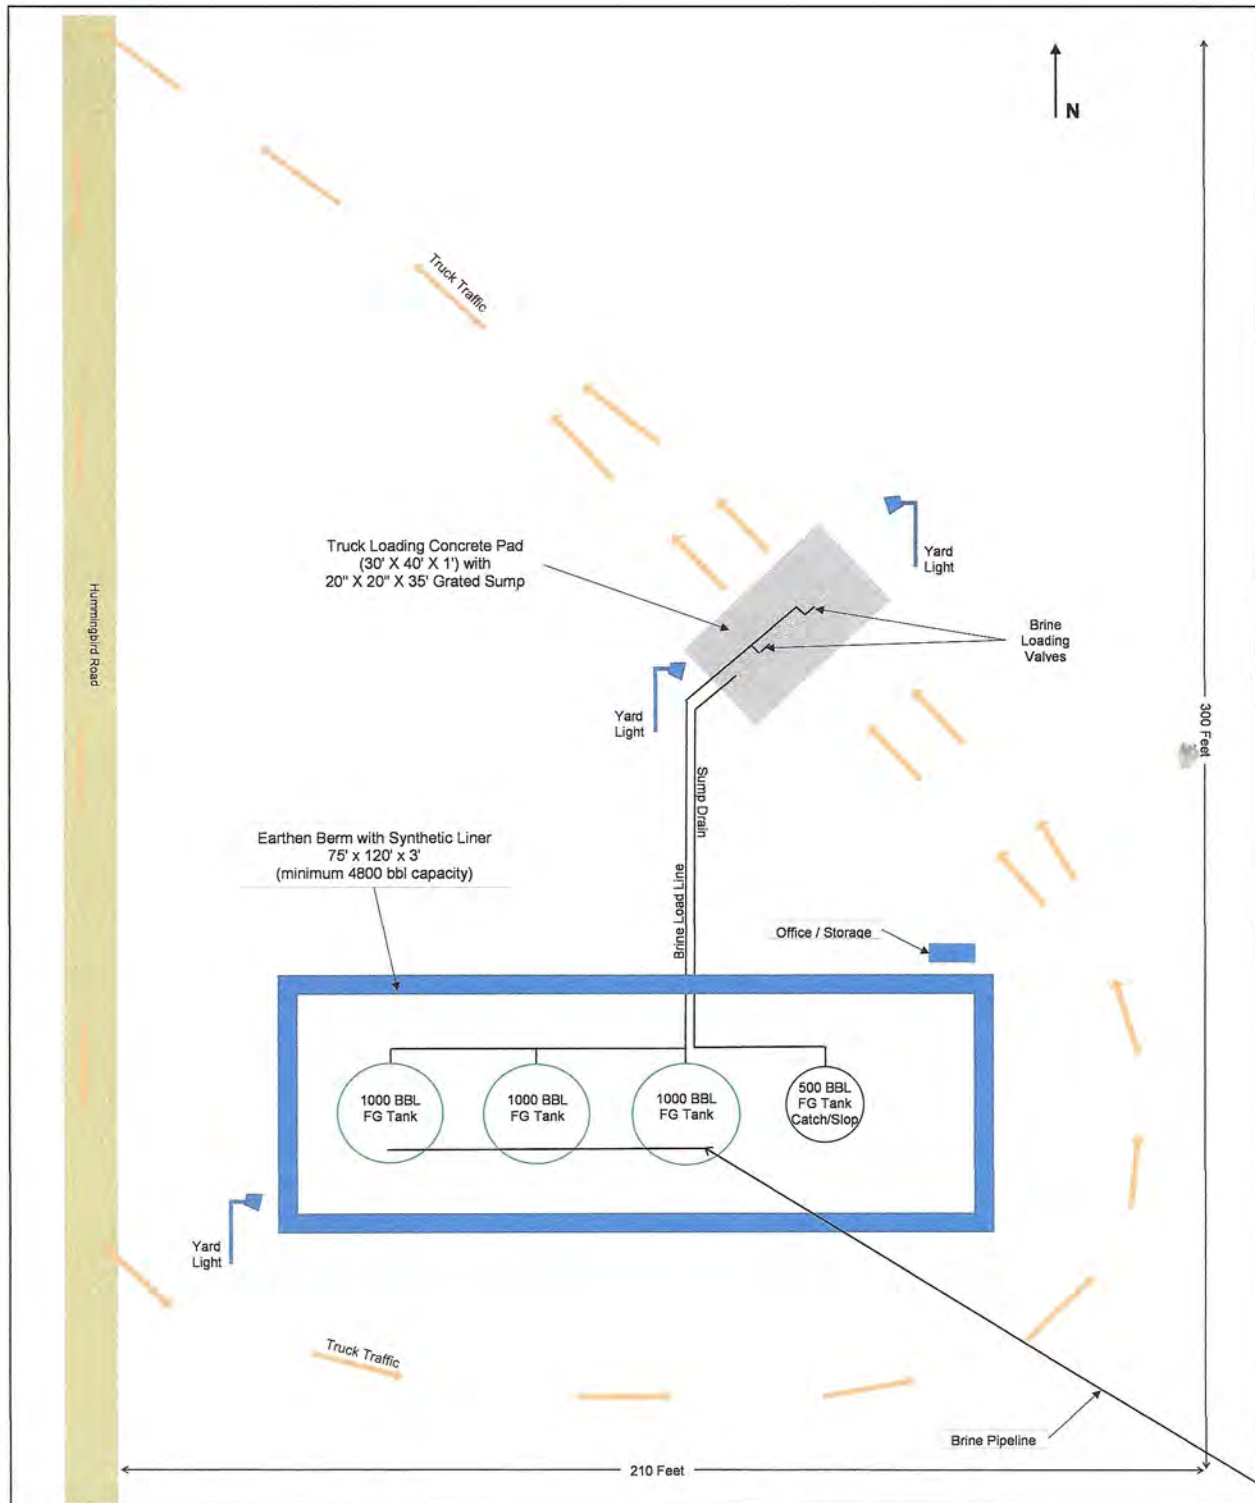 N
Truck Traffic
Truck Loading Concrete Pad
(30' X 40' X 1') with
20" X 20" X 35' Grated Sump
Yard
Light
Brine
Loading
Valves
Hummingbird Road
Yard
Light
300 Feet
Sump Drain
Earthen Berm with Synthetic Liner
75' x 120' x 3'
(minimum 4800 bbl capacity)
Brine Load Line
Office / Storage
1000 BBL
FG Tank
1000 BBL
FG Tank
1000 BBL
FG Tank
500 BBL
FG Tank
Catch/Slop
Yard
Light
Truck Traffic
Brine Pipeline
210 Feet